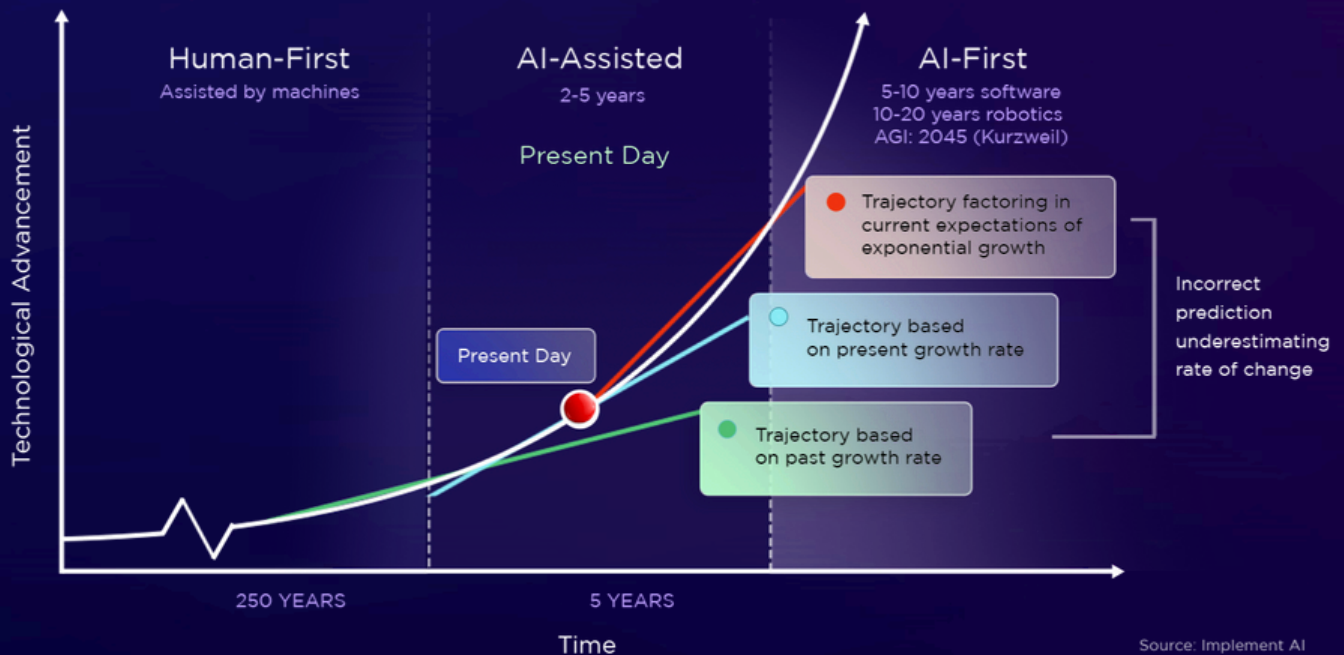 Human-First
Assisted by machines
AI-Assisted
2-5 years
Present Day
AI-First
5-10 years software
10-20 years robotics
AGI: 2045 (Kurzweil)
Technological Advancement
Trajectory factoring in
current expectations of
exponential growth
Trajectory based
on present growth rate
Trajectory based
on past growth rate
Incorrect
prediction
underestimating
rate of change
Present Day
250 YEARS
5 YEARS
Time
Source: Implement AI